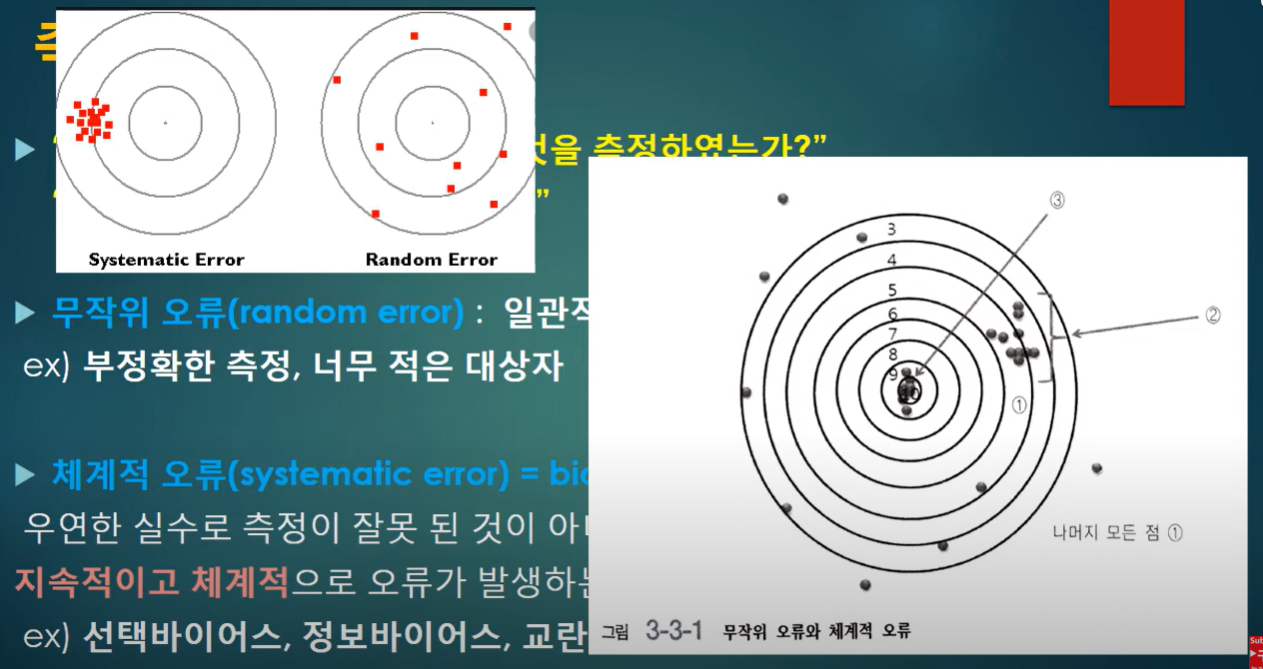 측
Systematic Error
Random Error
것을 측정하였는가?”
”
무작위 오류(random error) : 일관적
ex) 부정확한 측정, 너무 적은 대상자
체계적 오류(systematic error) = bia
우연한 실수로 측정이 잘못 된 것이 아니
지속적이고 체계적으로 오류가 발생하는
ex) 선택바이어스, 정보바이어스, 교란
③
3
4
5
6
7
8
9
10
②
①
나머지 모든 점 ①
그림 3-3-1 무작위 오류와 체계적 오류
Sub